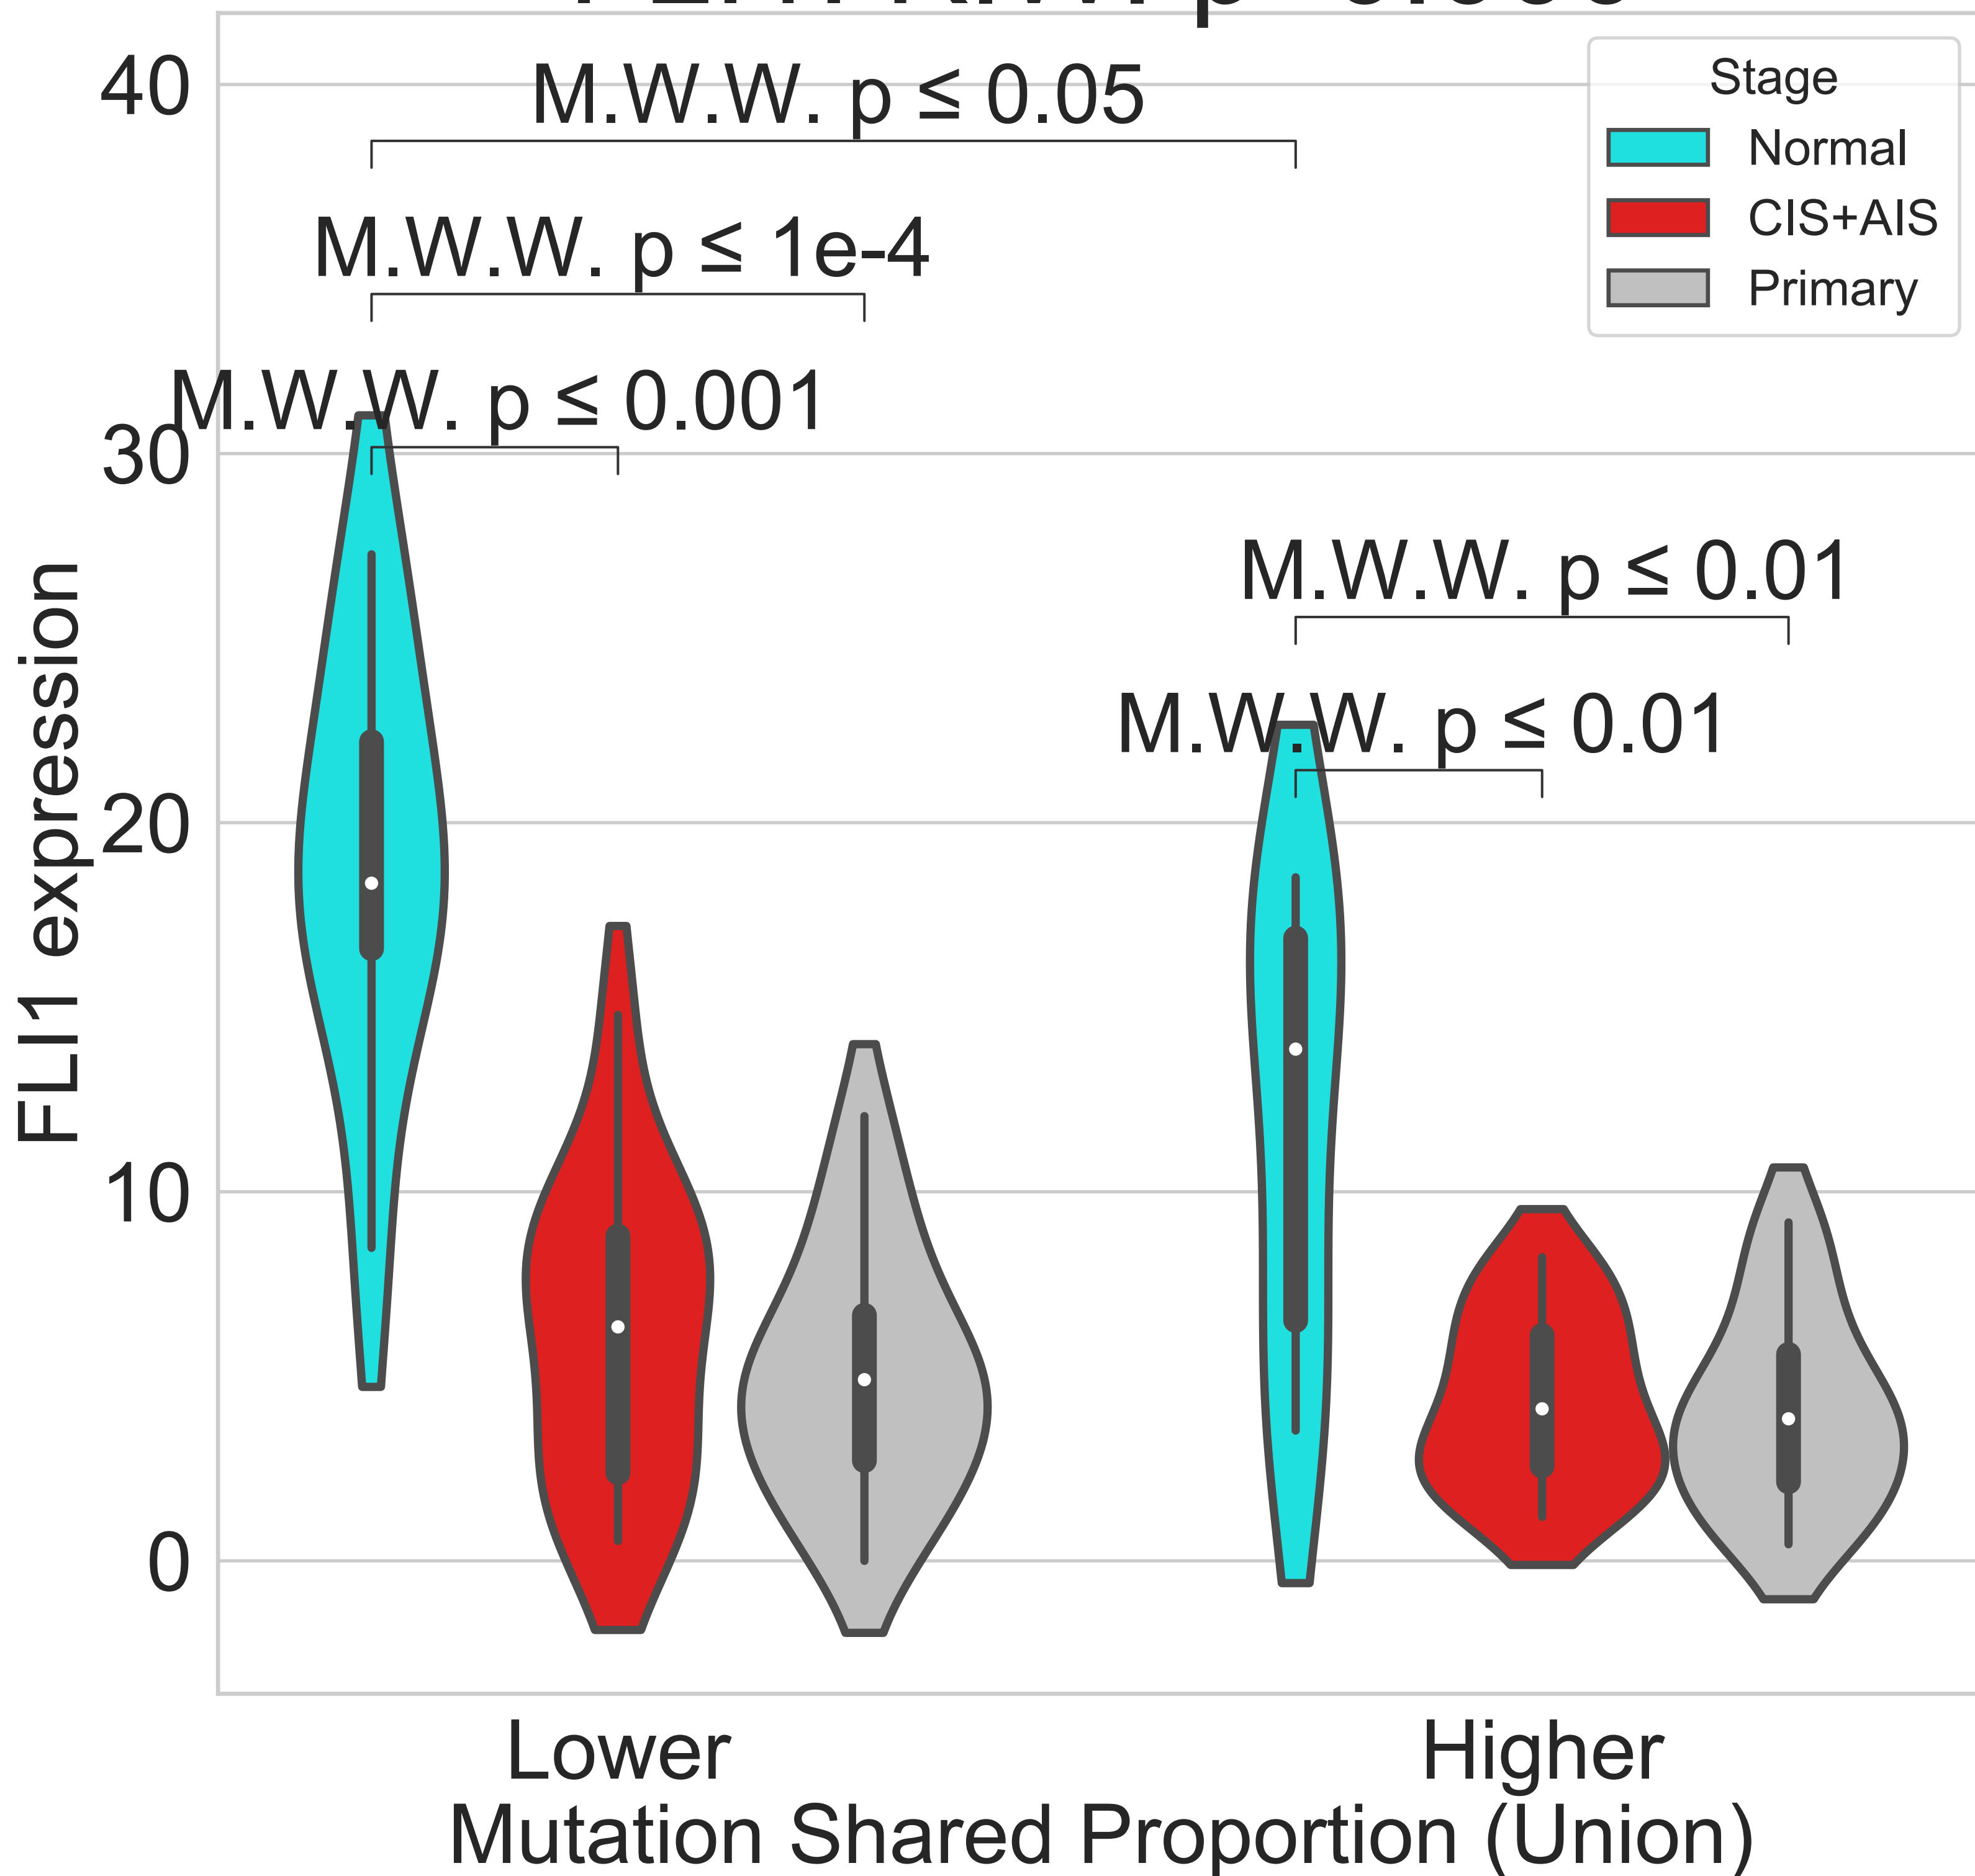 40
M.W.W. p ≤ 0.05
Stage
Normal
CIS+AIS
Primary
M.W.W. p ≤ 1e-4
M.W.W. p ≤ 0.001
30
M.W.W. p ≤ 0.01
M.W.W. p ≤ 0.01
20
FLI1 expression
10
0
Lower
Higher
Mutation Shared Proportion (Union)